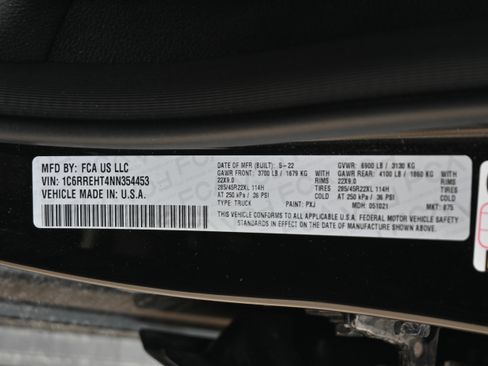 MFD BY: FCA US LLC
VIN: 1C6RREHT4NN354453
VEHICLE MADE IN U.S.A.
DATE OF MFR (BUILT): 5-22 GVWR: 6900 LB / 3130 KG
GAWR FRONT: 3700 LB / 1679 KG WITH GAWR REAR: 4100 LB / 1860 KG WITH
22X9.0 RIMS 22X9.0 RIMS
285/45R22XL 114H TIRES 285/45R22XL 114H TIRES
AT 250 kPa / 36 PSI COLD AT 250 kPa / 36 PSI COLD
THIS VEHICLE CONFORMS TO ALL APPLICABLE U.S.A. FEDERAL MOTOR VEHICLE SAFETY
STANDARDS IN EFFECT ON THE DATE OF MANUFACTURE SHOWN ABOVE.
TYPE: TRUCK PAINT: PXJ MDH: 051021 MKT: 875